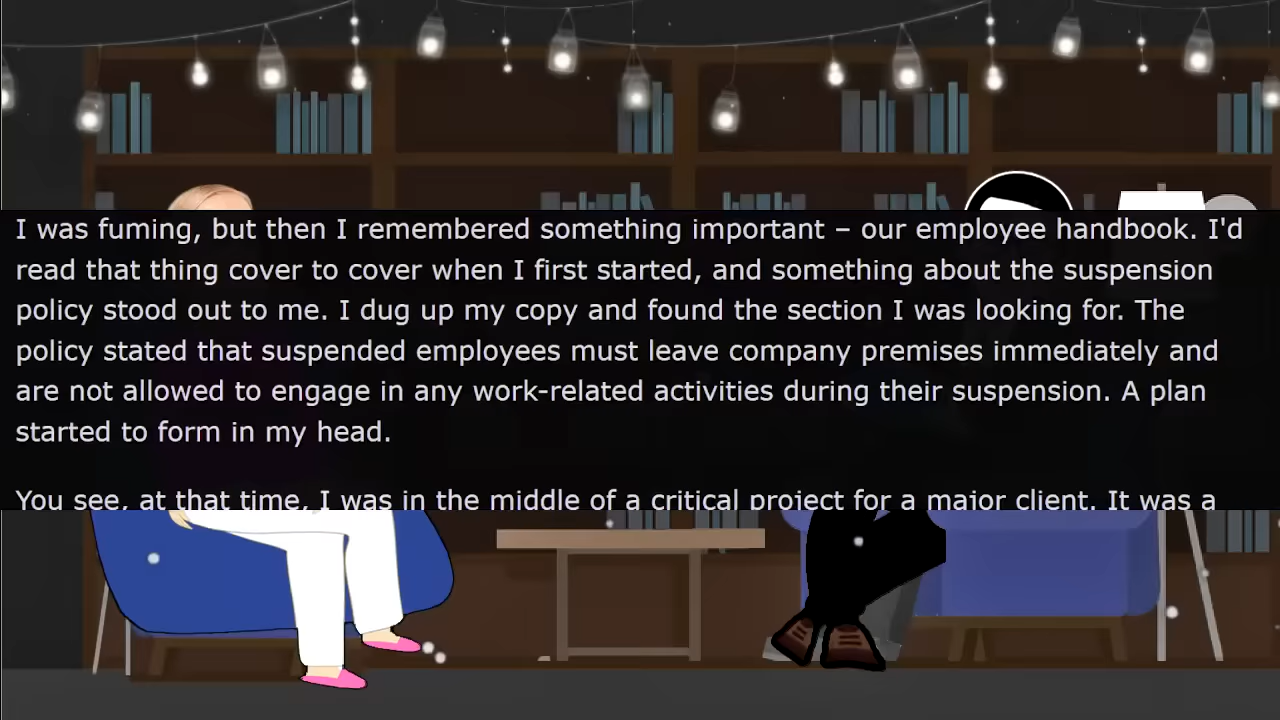 I was fuming, but then I remembered something important – our employee handbook. I'd
read that thing cover to cover when I first started, and something about the suspension
policy stood out to me. I dug up my copy and found the section I was looking for. The
policy stated that suspended employees must leave company premises immediately and
are not allowed to engage in any work-related activities during their suspension. A plan
started to form in my head.
You see, at that time, I was in the middle of a critical project for a major client. It was a